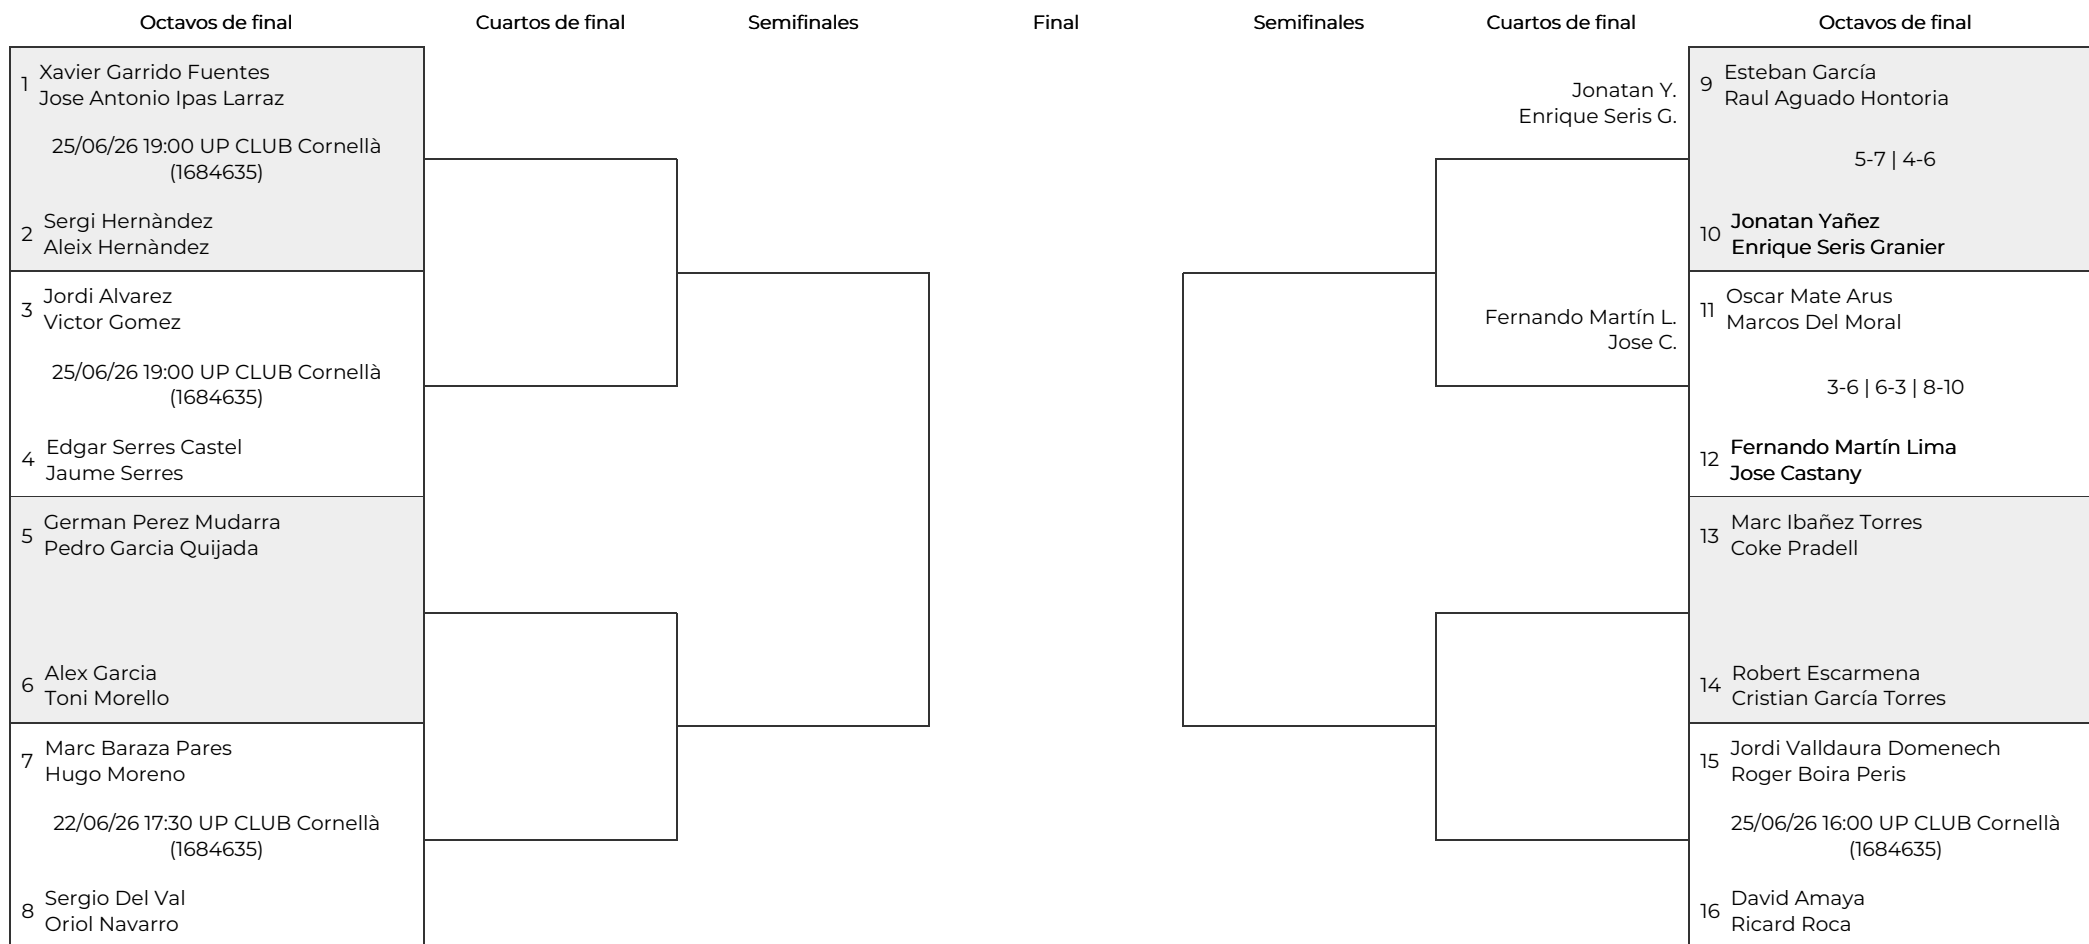 Octavos de final
Cuartos de final
Semifinales
Final
Semifinales
Cuartos de final
Octavos de final
1
Xavier Garrido Fuentes
Jose Antonio Ipas Larraz
25/06/26 19:00 UP CLUB Cornellà
(1684635)
2
Sergi Hernàndez
Aleix Hernàndez
3
Jordi Alvarez
Victor Gomez
25/06/26 19:00 UP CLUB Cornellà
(1684635)
4
Edgar Serres Castel
Jaume Serres
5
German Perez Mudarra
Pedro Garcia Quijada
6
Alex Garcia
Toni Morello
7
Marc Baraza Pares
Hugo Moreno
22/06/26 17:30 UP CLUB Cornellà
(1684635)
8
Sergio Del Val
Oriol Navarro
Jonatan Y.
Enrique Seris G.
Fernando Martín L.
Jose C.
9
Esteban García
Raul Aguado Hontoria
5-7 | 4-6
10
Jonatan Yañez
Enrique Seris Granier
11
Oscar Mate Arus
Marcos Del Moral
3-6 | 6-3 | 8-10
12
Fernando Martín Lima
Jose Castany
13
Marc Ibañez Torres
Coke Pradell
14
Robert Escarmena
Cristian García Torres
15
Jordi Valldaura Domenech
Roger Boira Peris
25/06/26 16:00 UP CLUB Cornellà
(1684635)
16
David Amaya
Ricard Roca